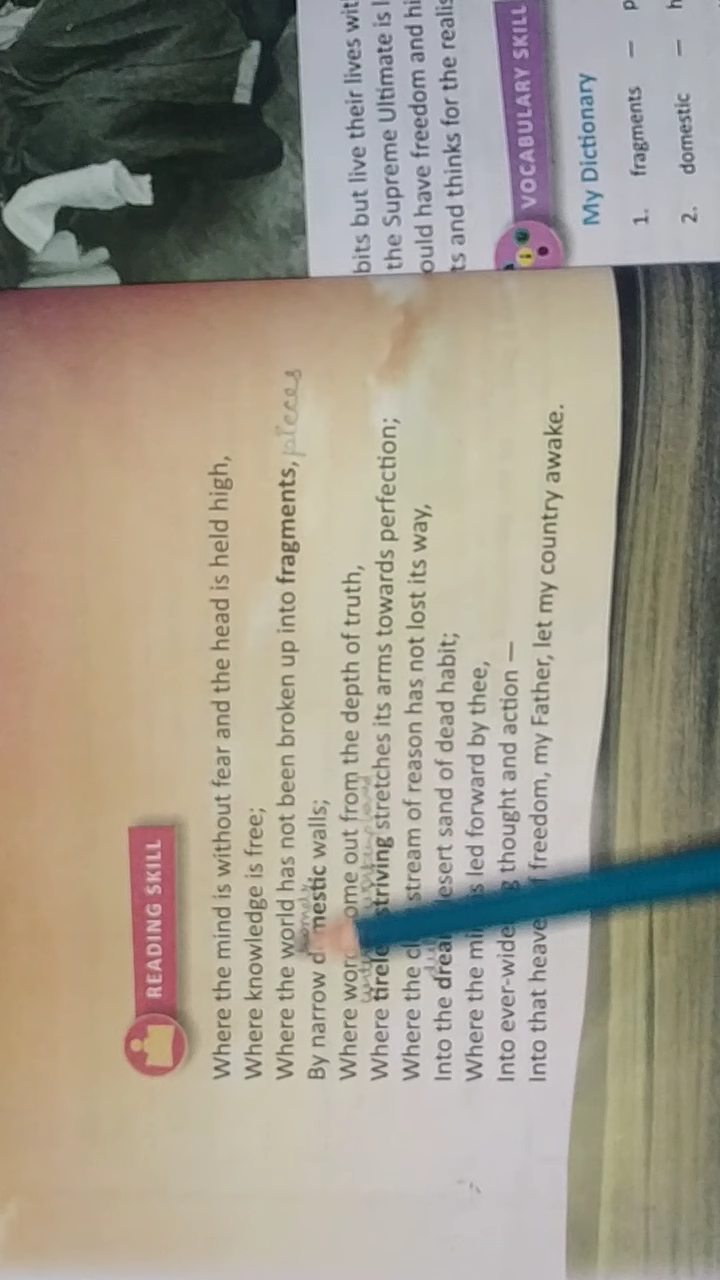 READING SKILL
Where the mind is without fear and the head is held high,
Where knowledge is free;
Where the world has not been broken up into fragments, pieces
By narrow d mestic walls;
Where wor ome out from the depth of truth,
Where tirele striving stretches its arms towards perfection;
Where the cl stream of reason has not lost its way,
Into the drea desert sand of dead habit;
Where the mi is led forward by thee,
Into ever-wide g thought and action —
Into that heave f freedom, my Father, let my country awake.
bits but live their lives wit
the Supreme Ultimate is
ould have freedom and hi
ts and thinks for the realis
VOCABULARY SKILL
My Dictionary
1. fragments — p
2. domestic — h